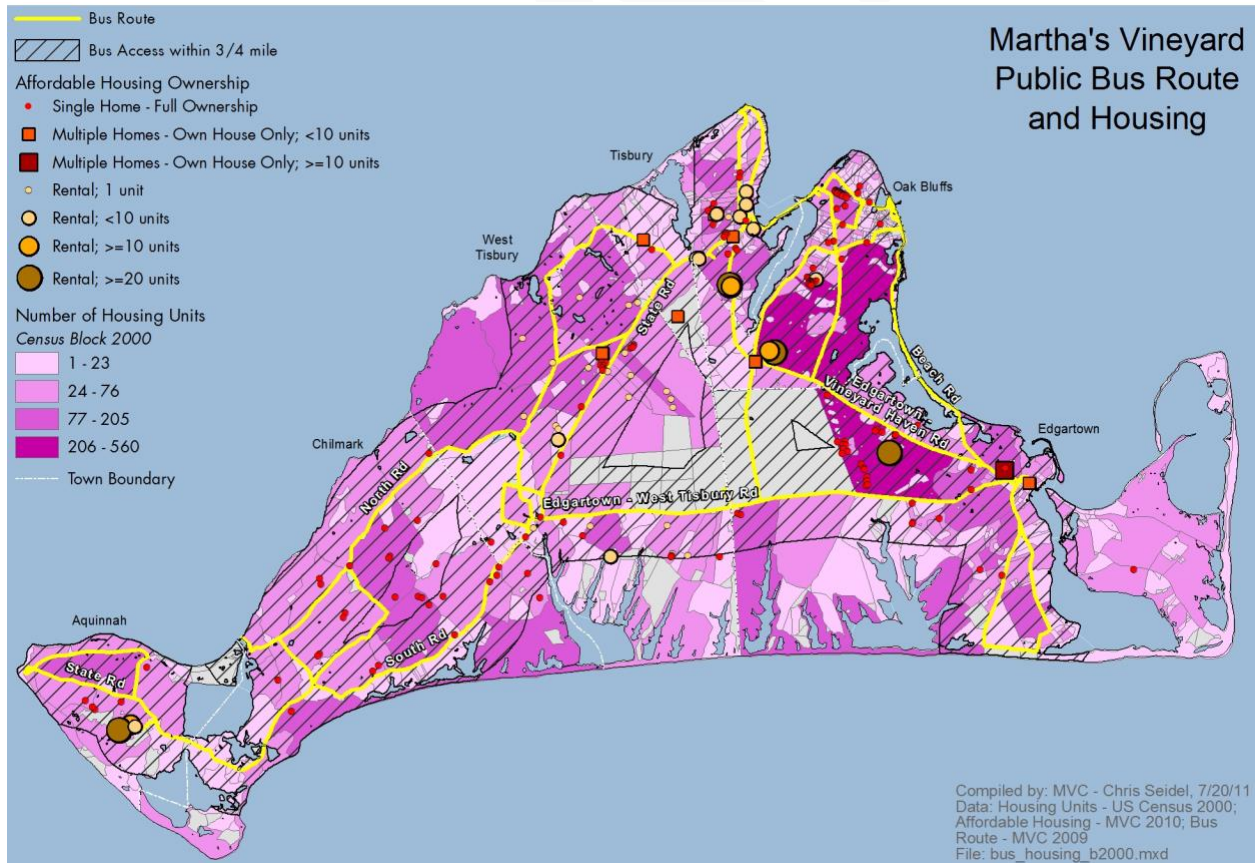 Bus Route
Bus Access within 3/4 mile
Affordable Housing Ownership
Single Home - Full Ownership
Multiple Homes - Own House Only; <10 units
Multiple Homes - Own House Only; >=10 units
Rental; 1 unit
Rental; <10 units
Rental; >=10 units
Rental; >=20 units
Number of Housing Units
Census Block 2000
1 - 23
24 - 76
77 - 205
206 - 560
Town Boundary
Martha's Vineyard
Public Bus Route
and Housing
Tisbury
Oak Bluffs
West
Tisbury
State Rd
Beach Rd
Edgartown -
Vineyard Haven Rd
Edgartown
Chilmark
North Rd
Edgartown - West Tisbury Rd
South Rd
Aquinnah
State Rd
Compiled by: MVC - Chris Seidel, 7/20/11
Data: Housing Units - US Census 2000;
Affordable Housing - MVC 2010; Bus
Route - MVC 2009
File: bus_housing_b2000.mxd